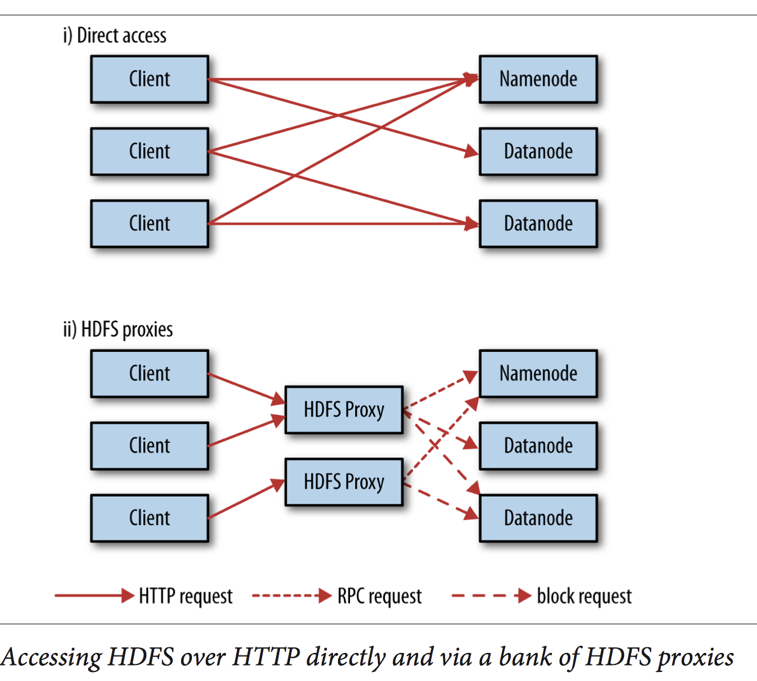 i) Direct access
Client
Namenode
Client
Datanode
Client
Datanode
ii) HDFS proxies
Client
Namenode
HDFS Proxy
Client
Datanode
HDFS Proxy
Client
Datanode
HTTP request
RPC request
block request
Accessing HDFS over HTTP directly and via a bank of HDFS proxies